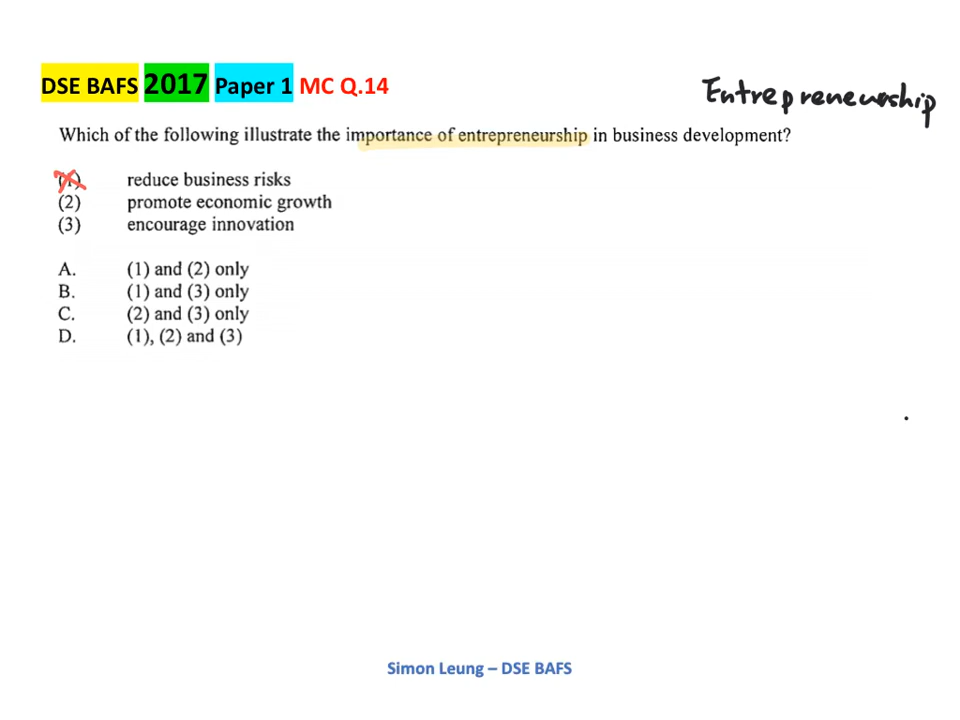 DSE BAFS 2017 Paper 1 MC Q.14
Entrepreneurship
Which of the following illustrate the importance of entrepreneurship in business development?
(1) reduce business risks
(2) promote economic growth
(3) encourage innovation
A. (1) and (2) only
B. (1) and (3) only
C. (2) and (3) only
D. (1), (2) and (3)
Simon Leung – DSE BAFS